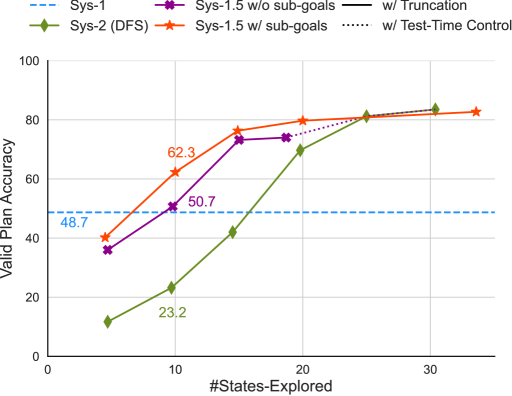 Sys-1 Sys-1.5 w/o sub-goals w/ Truncation
Sys-2 (DFS) Sys-1.5 w/ sub-goals w/ Test-Time Control
100
80
60
40
20
0
Valid Plan Accuracy
62.3
50.7
48.7
23.2
0 10 20 30
#States-Explored